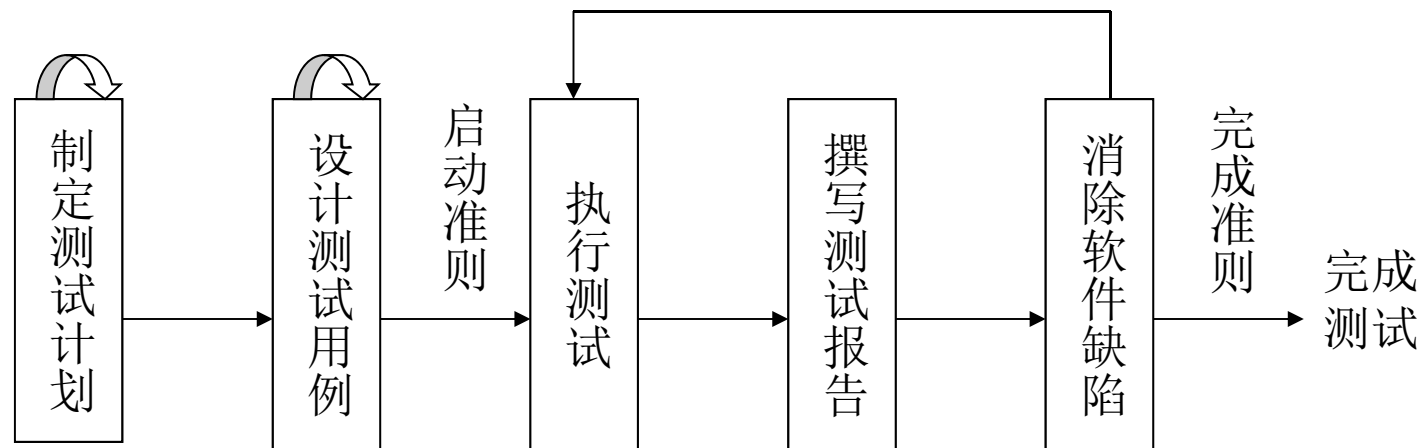 制定测试计划
设计测试用例
启动准则
执行测试
撰写测试报告
消除软件缺陷
完成准则
完成
测试